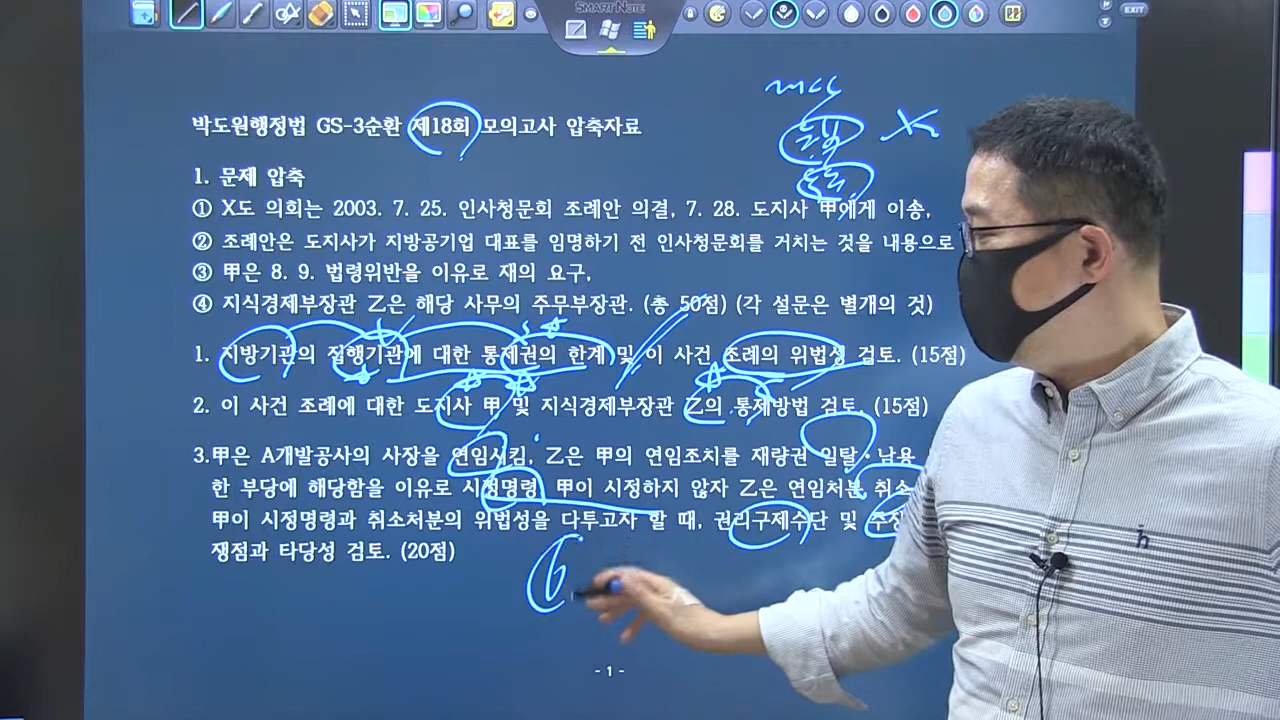 SMART NOTE
EXIT
박도원행정법 GS-3순환 제18회 모의고사 압축자료
1. 문제 압축
① X도 의회는 2003. 7. 25. 인사청문회 조례안 의결, 7. 28. 도지사 甲에게 이송,
② 조례안은 도지사가 지방공기업 대표를 임명하기 전 인사청문회를 거치는 것을 내용으로
③ 甲은 8. 9. 법령위반을 이유로 재의 요구,
④ 지식경제부장관 乙은 해당 사무의 주무부장관. (총 50점) (각 설문은 별개의 것)
1. 지방기관의 집행기관에 대한 통제권의 한계 및 이 사건 조례의 위법성 검토. (15점)
2. 이 사건 조례에 대한 도지사 甲 및 지식경제부장관 乙의 통제방법 검토. (15점)
3.甲은 A개발공사의 사장을 연임시킴, 乙은 甲의 연임조치를 재량권 일탈·남용
한 부당에 해당함을 이유로 시정명령, 甲이 시정하지 않자 乙은 연임처분 취소
甲이 시정명령과 취소처분의 위법성을 다투고자 할 때, 권리구제수단 및
쟁점과 타당성 검토. (20점)
- 1 -